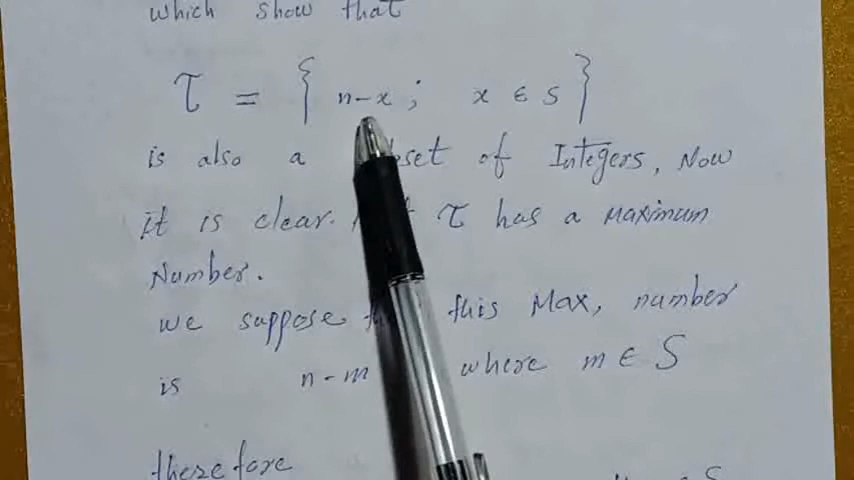 which show that
τ = { n-x ; x ∈ S }
is also a set of Integers, Now
it is clear. τ has a maximum
Number.
we suppose this Max, number
is n-m where m ∈ S
therefore